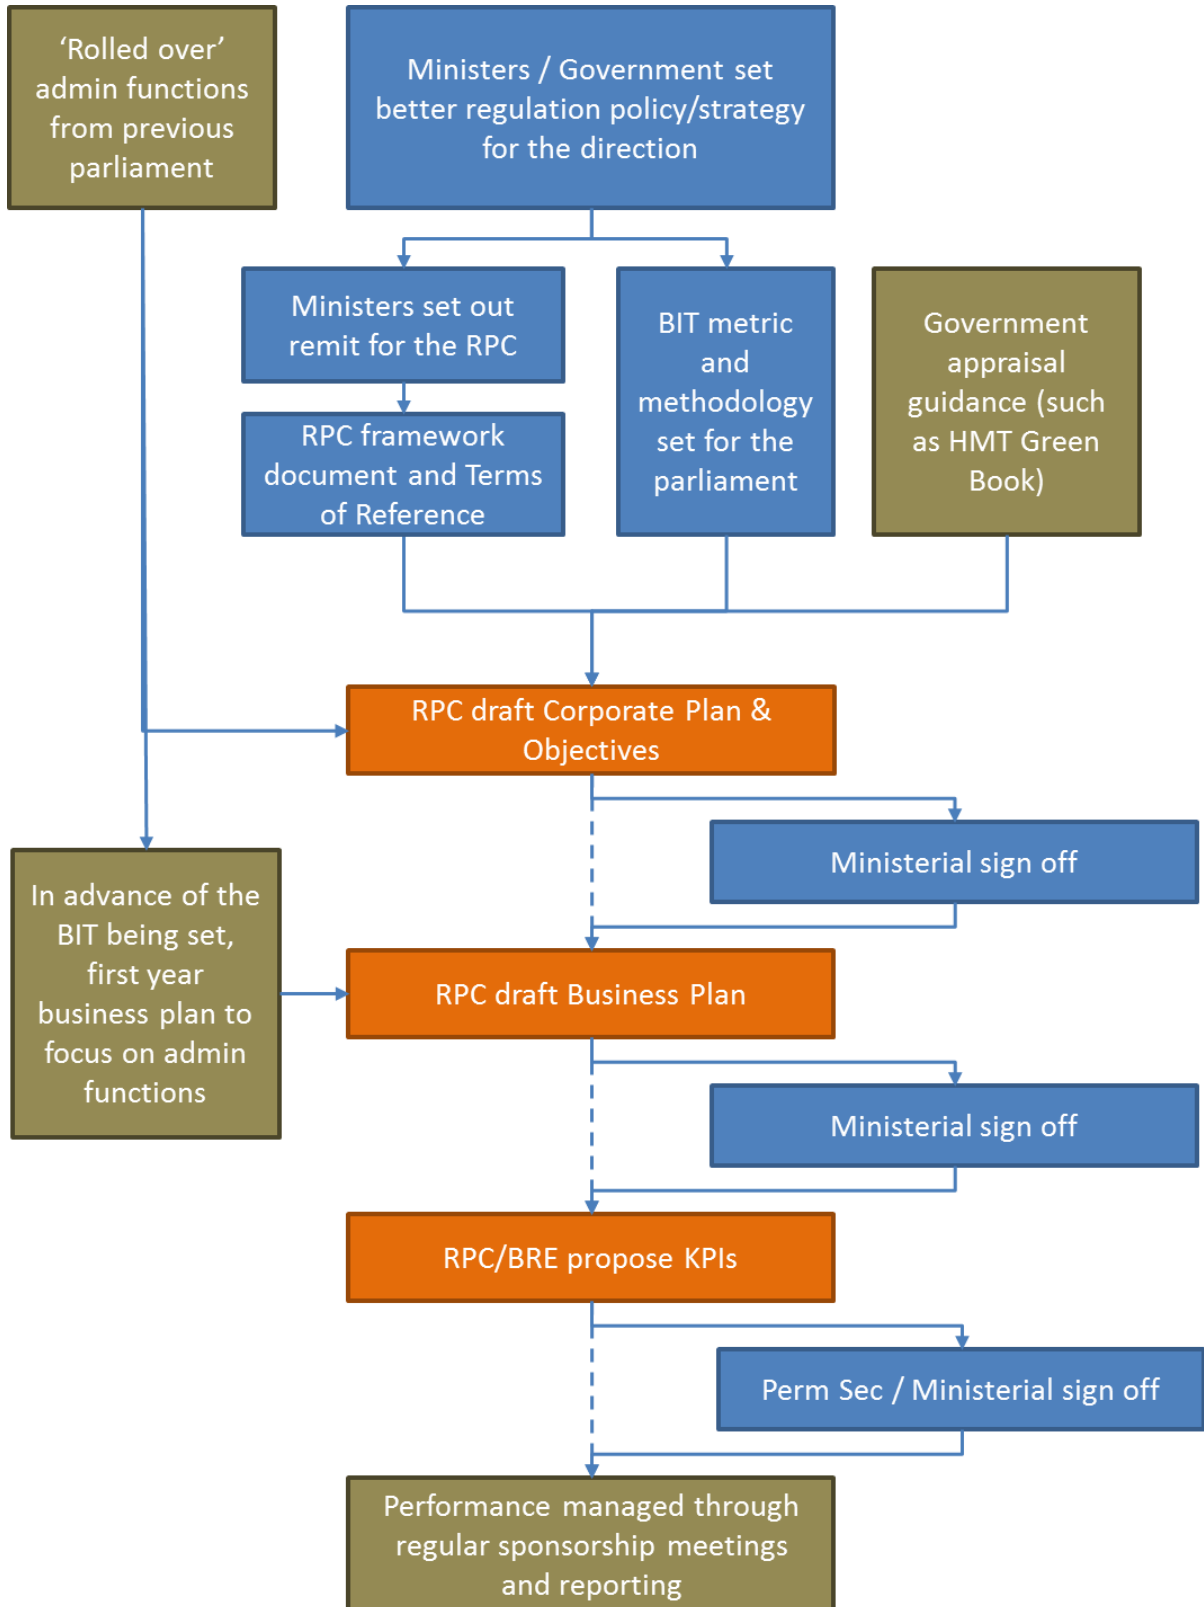 ‘Rolled over’
admin functions
from previous
parliament
Ministers / Government set
better regulation policy/strategy
for the direction
Ministers set out
remit for the RPC
RPC framework
document and Terms
of Reference
BIT metric
and
methodology
set for the
parliament
Government
appraisal
guidance (such
as HMT Green
Book)
RPC draft Corporate Plan &
Objectives
Ministerial sign off
In advance of the
BIT being set,
first year
business plan to
focus on admin
functions
RPC draft Business Plan
Ministerial sign off
RPC/BRE propose KPIs
Perm Sec / Ministerial sign off
Performance managed through
regular sponsorship meetings
and reporting